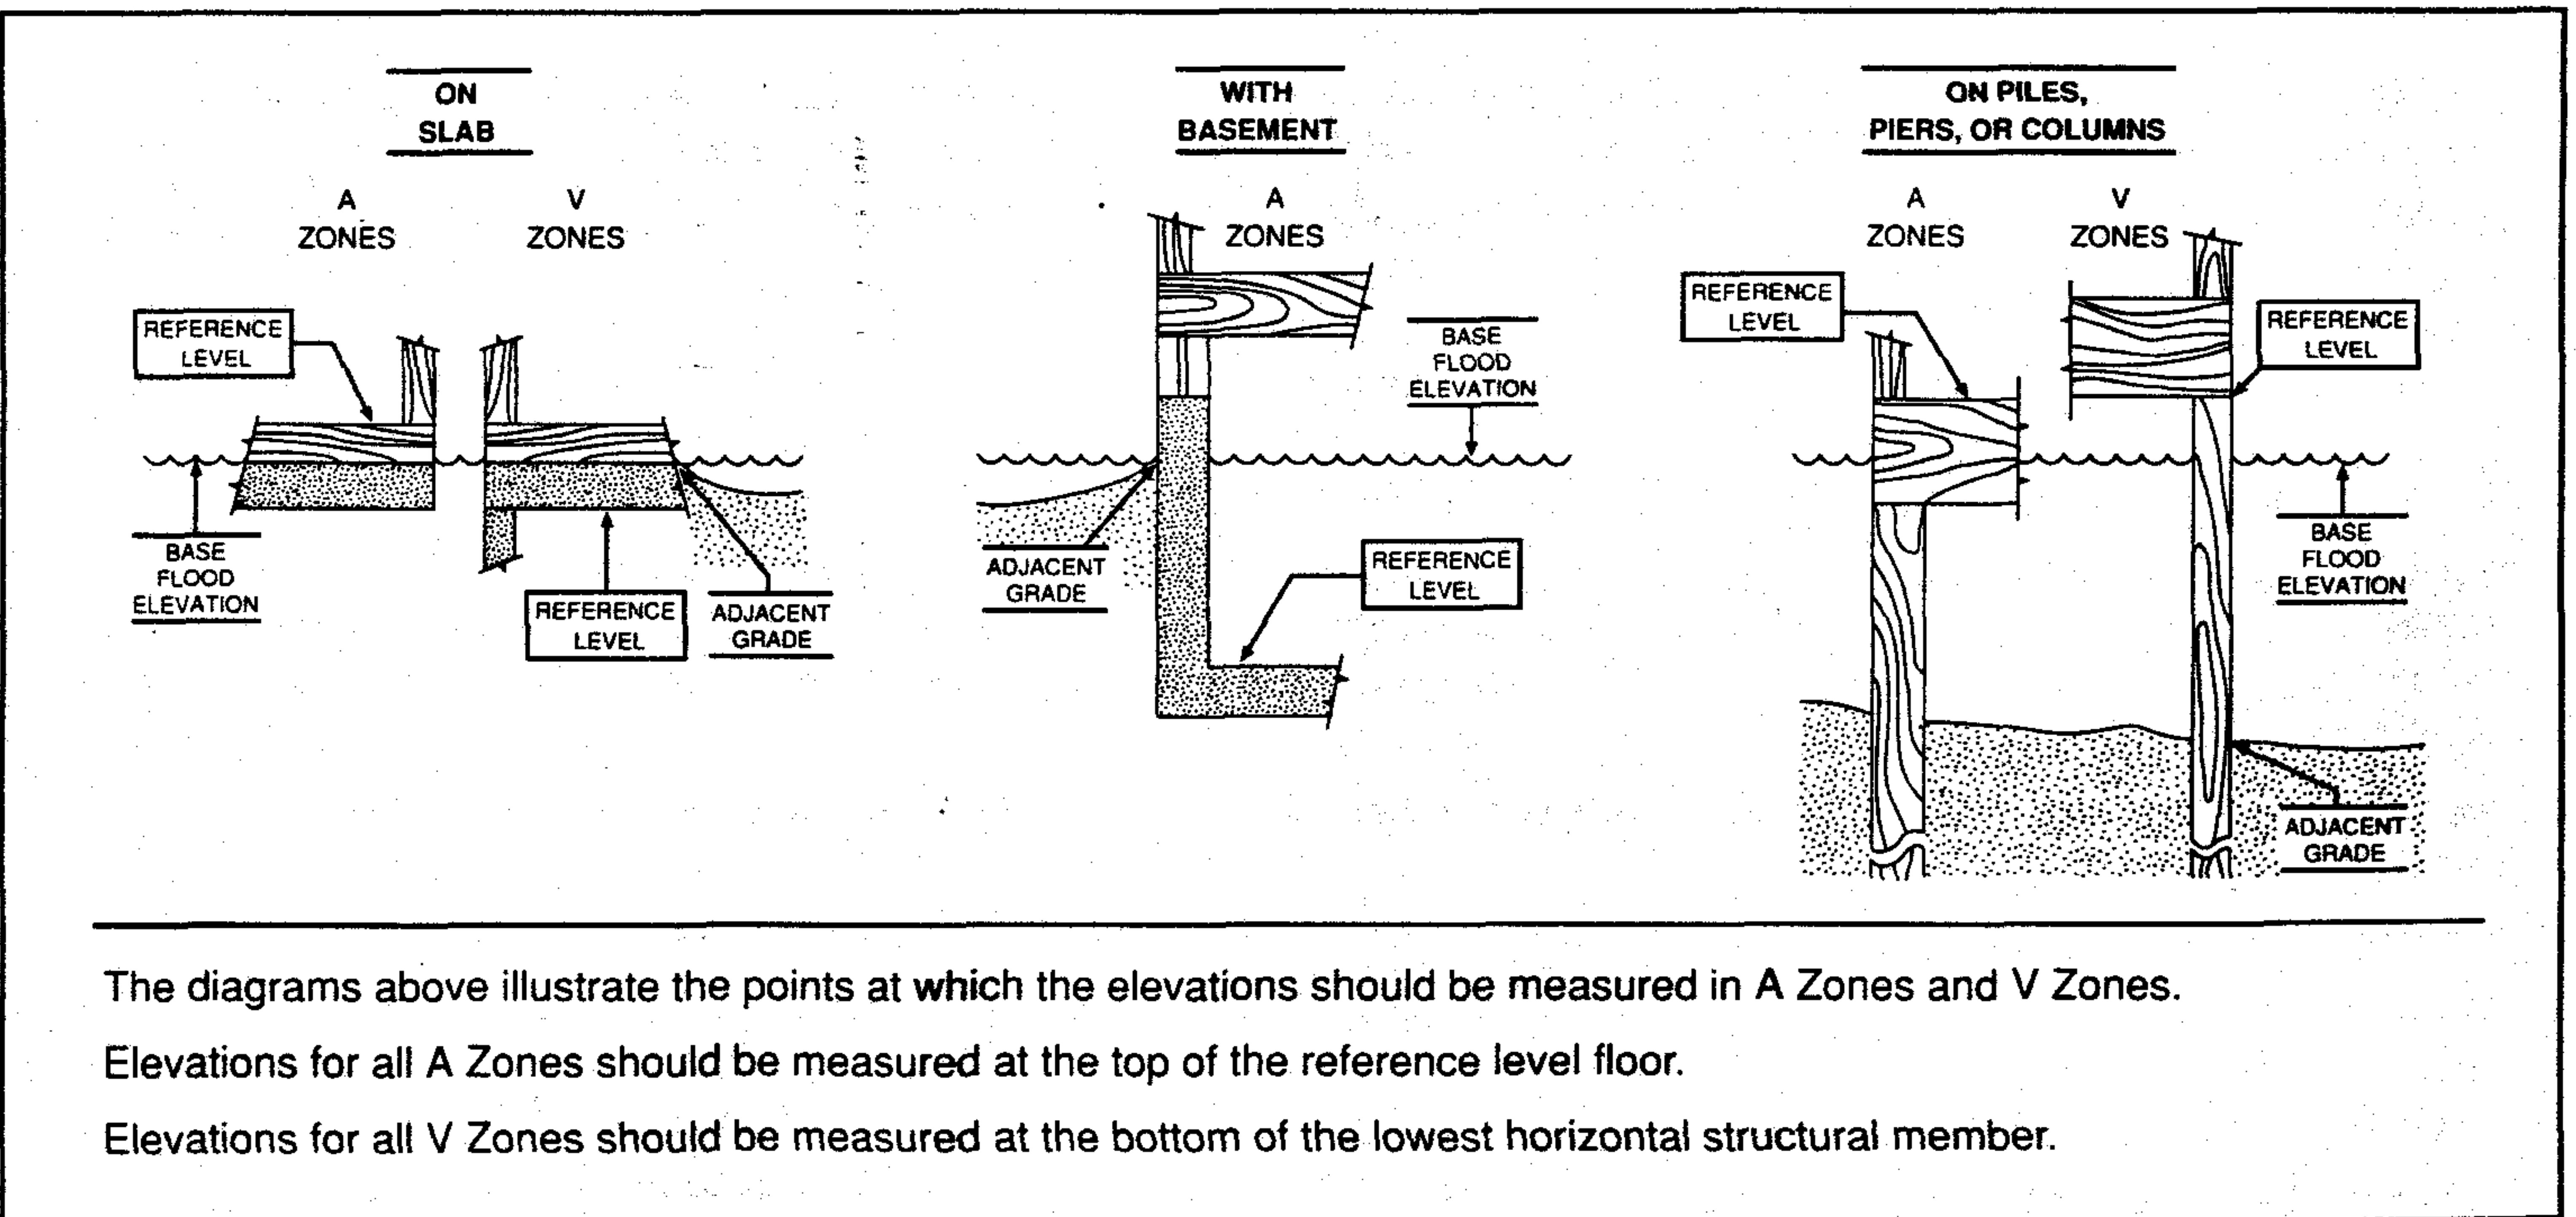 ON
SLAB
A
ZONES
V
ZONES
REFERENCE
LEVEL
BASE
FLOOD
ELEVATION
REFERENCE
LEVEL
ADJACENT
GRADE
WITH
BASEMENT
A
ZONES
BASE
FLOOD
ELEVATION
ADJACENT
GRADE
REFERENCE
LEVEL
ON PILES,
PIERS, OR COLUMNS
A
ZONES
V
ZONES
REFERENCE
LEVEL
REFERENCE
LEVEL
BASE
FLOOD
ELEVATION
ADJACENT
GRADE
The diagrams above illustrate the points at which the elevations should be measured in A Zones and V Zones.
Elevations for all A Zones should be measured at the top of the reference level floor.
Elevations for all V Zones should be measured at the bottom of the lowest horizontal structural member.